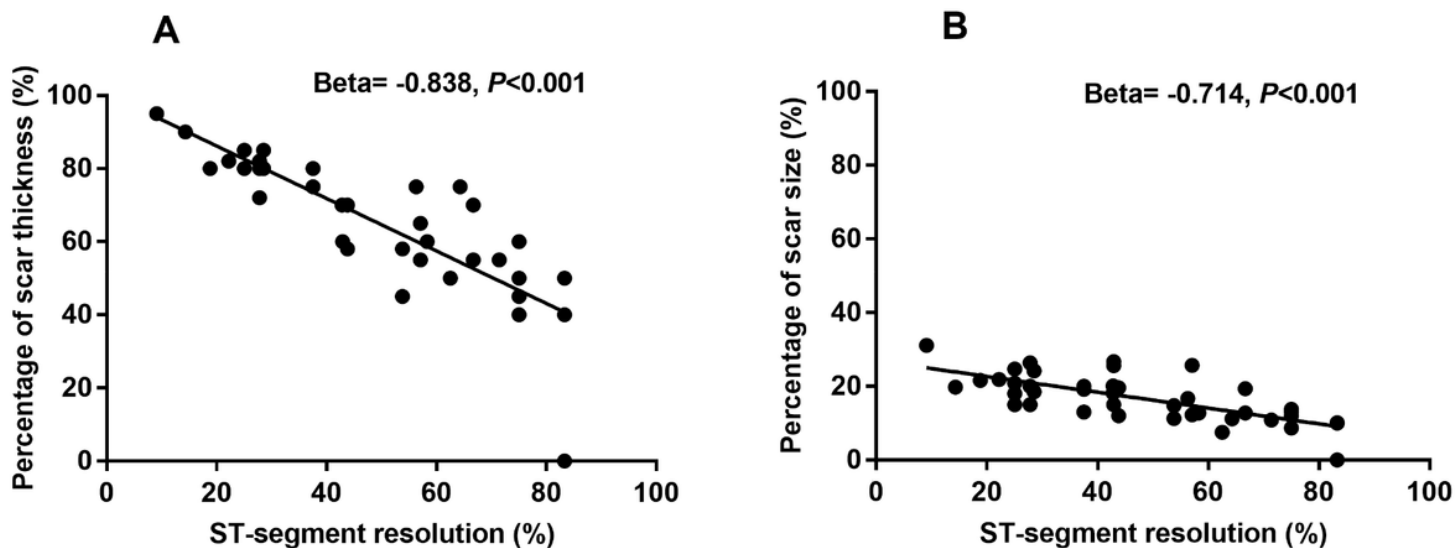 A
Beta= -0.838, P<0.001
Percentage of scar thickness (%)
100
80
60
40
20
0
0 20 40 60 80 100
ST-segment resolution (%)
B
Beta= -0.714, P<0.001
Percentage of scar size (%)
100
80
60
40
20
0
0 20 40 60 80 100
ST-segment resolution (%)